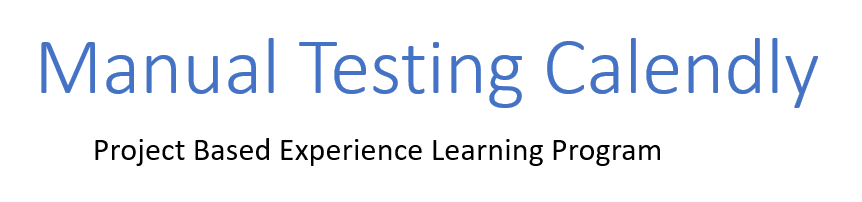 Manual Testing Calendly
Project Based Experience Learning Program